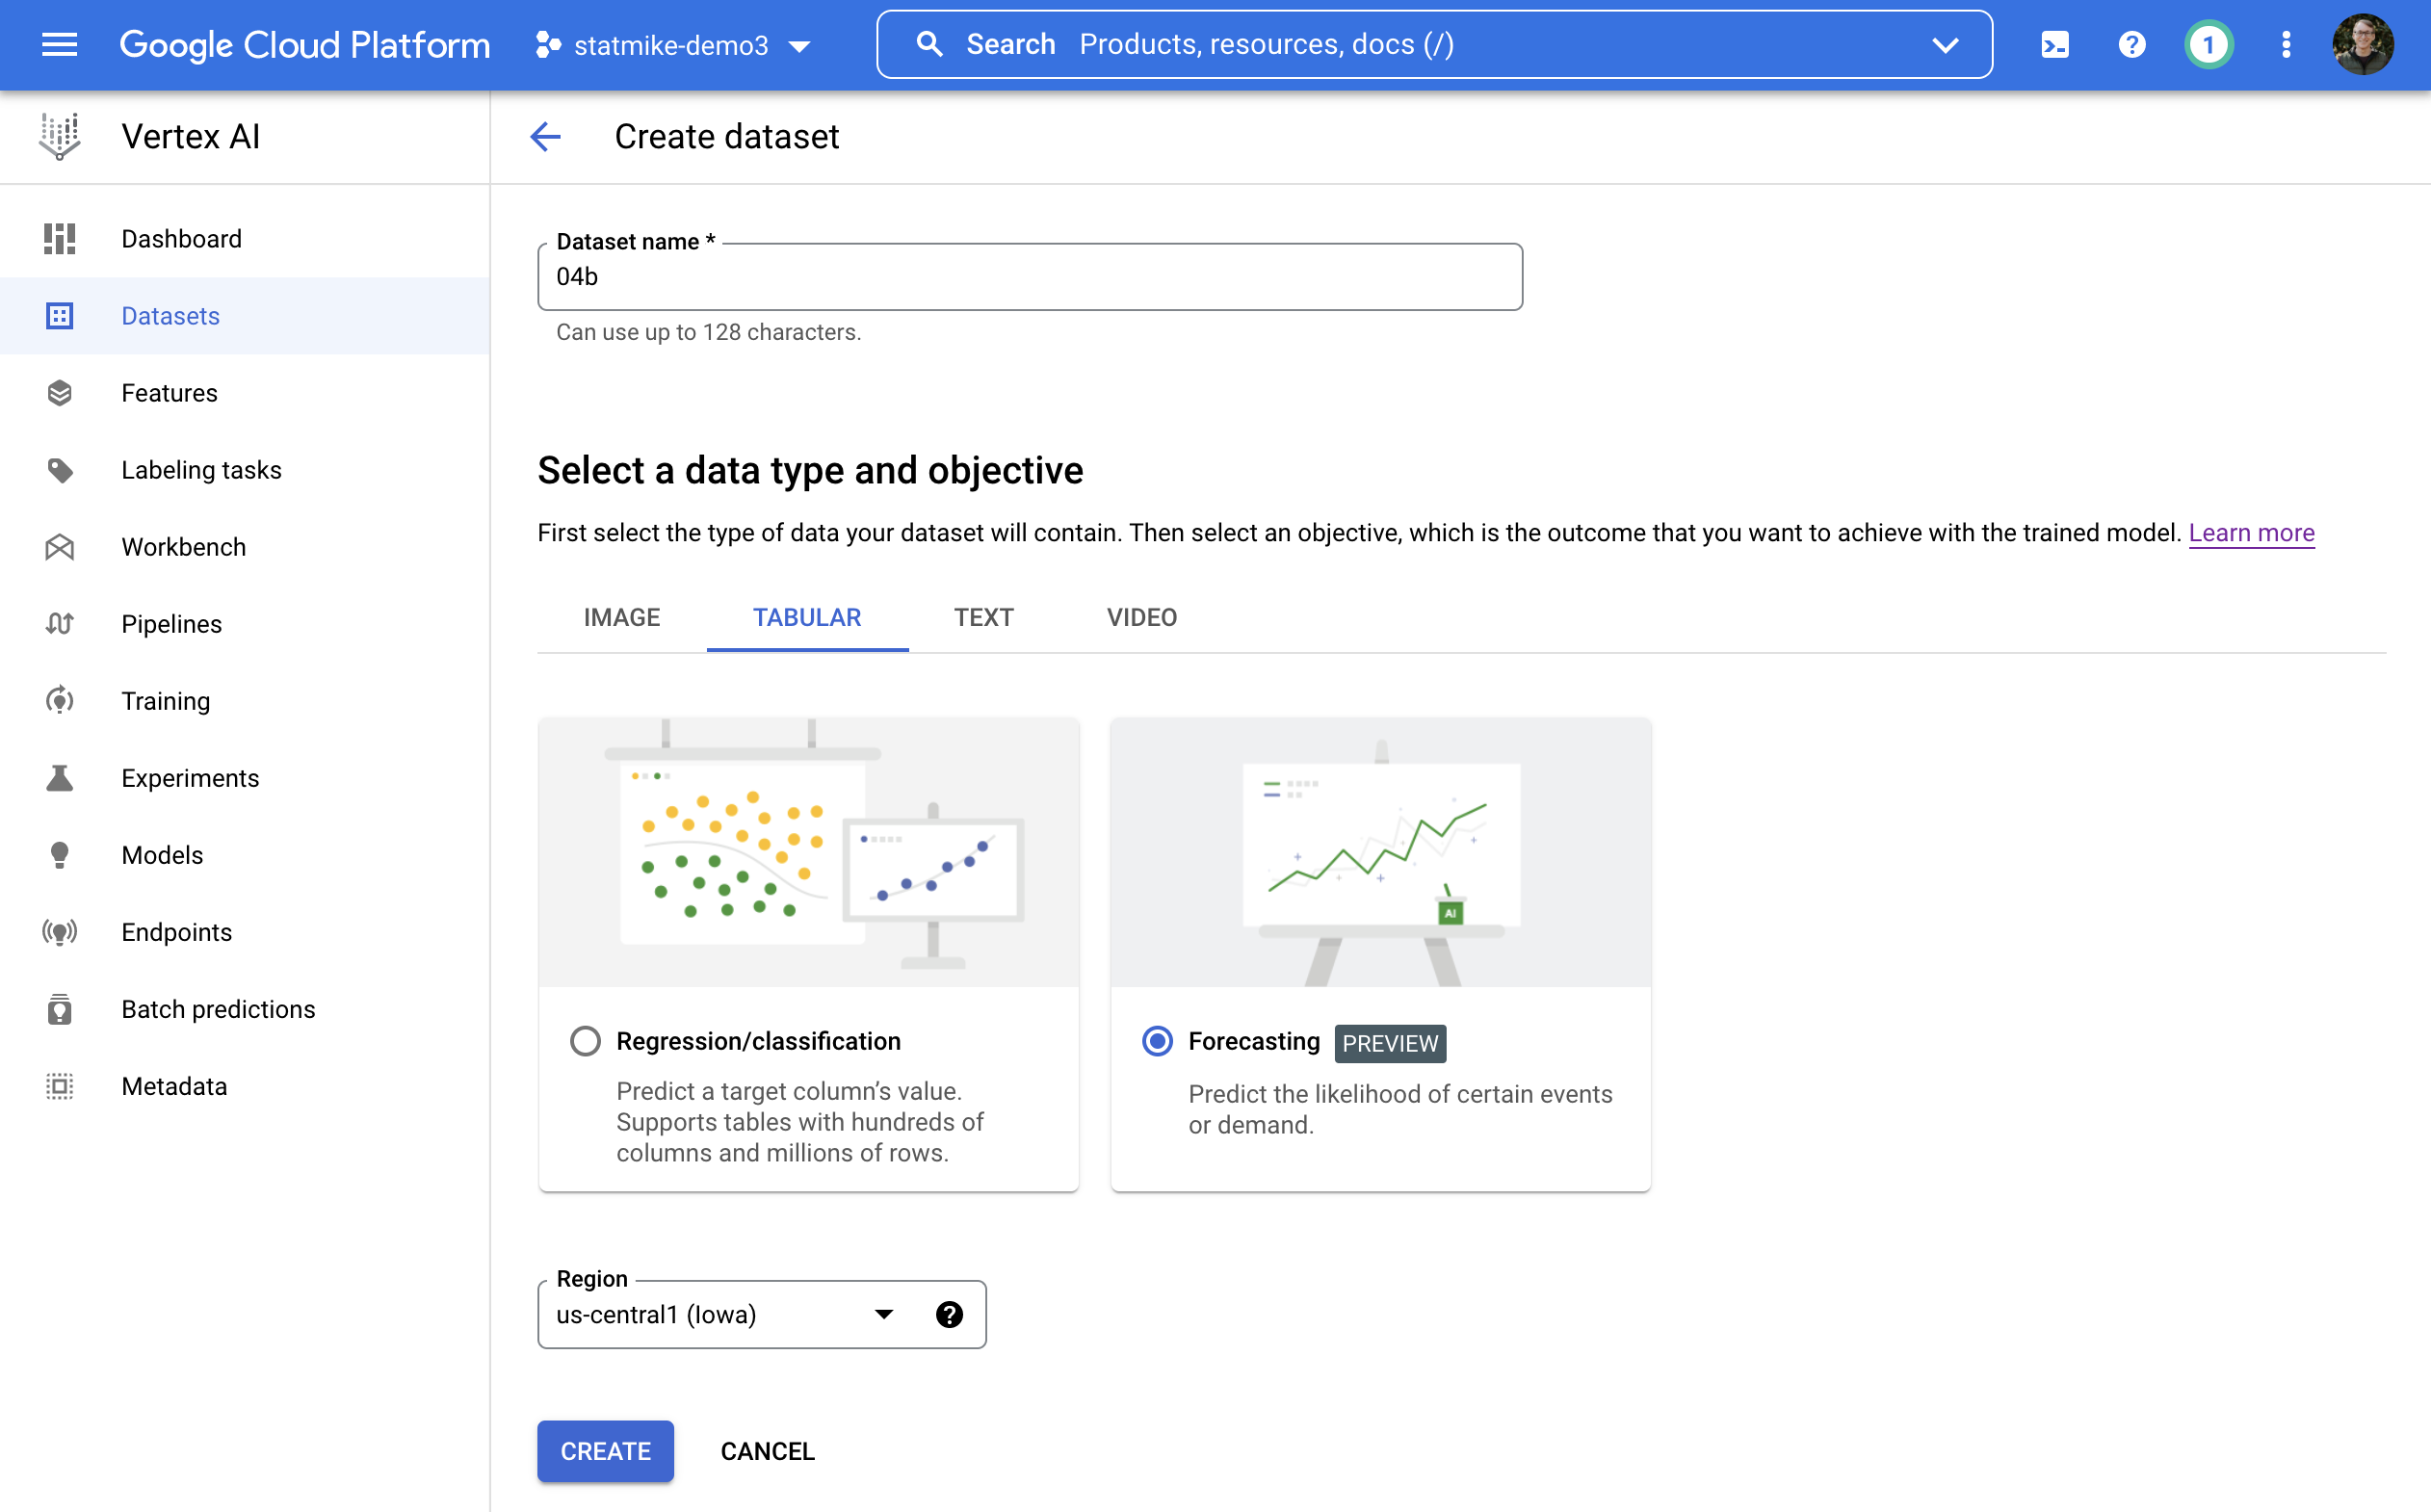 Google Cloud Platform
statmike-demo3
Search Products, resources, docs (/)
1
Vertex AI
Create dataset
Dashboard
Datasets
Features
Labeling tasks
Workbench
Pipelines
Training
Experiments
Models
Endpoints
Batch predictions
Metadata
Dataset name *
04b
Can use up to 128 characters.
Select a data type and objective
First select the type of data your dataset will contain. Then select an objective, which is the outcome that you want to achieve with the trained model. Learn more
IMAGE TABULAR TEXT VIDEO
AI
Regression/classification
Predict a target column’s value.
Supports tables with hundreds of
columns and millions of rows.
Forecasting PREVIEW
Predict the likelihood of certain events
or demand.
Region
us-central1 (Iowa)
CREATE CANCEL